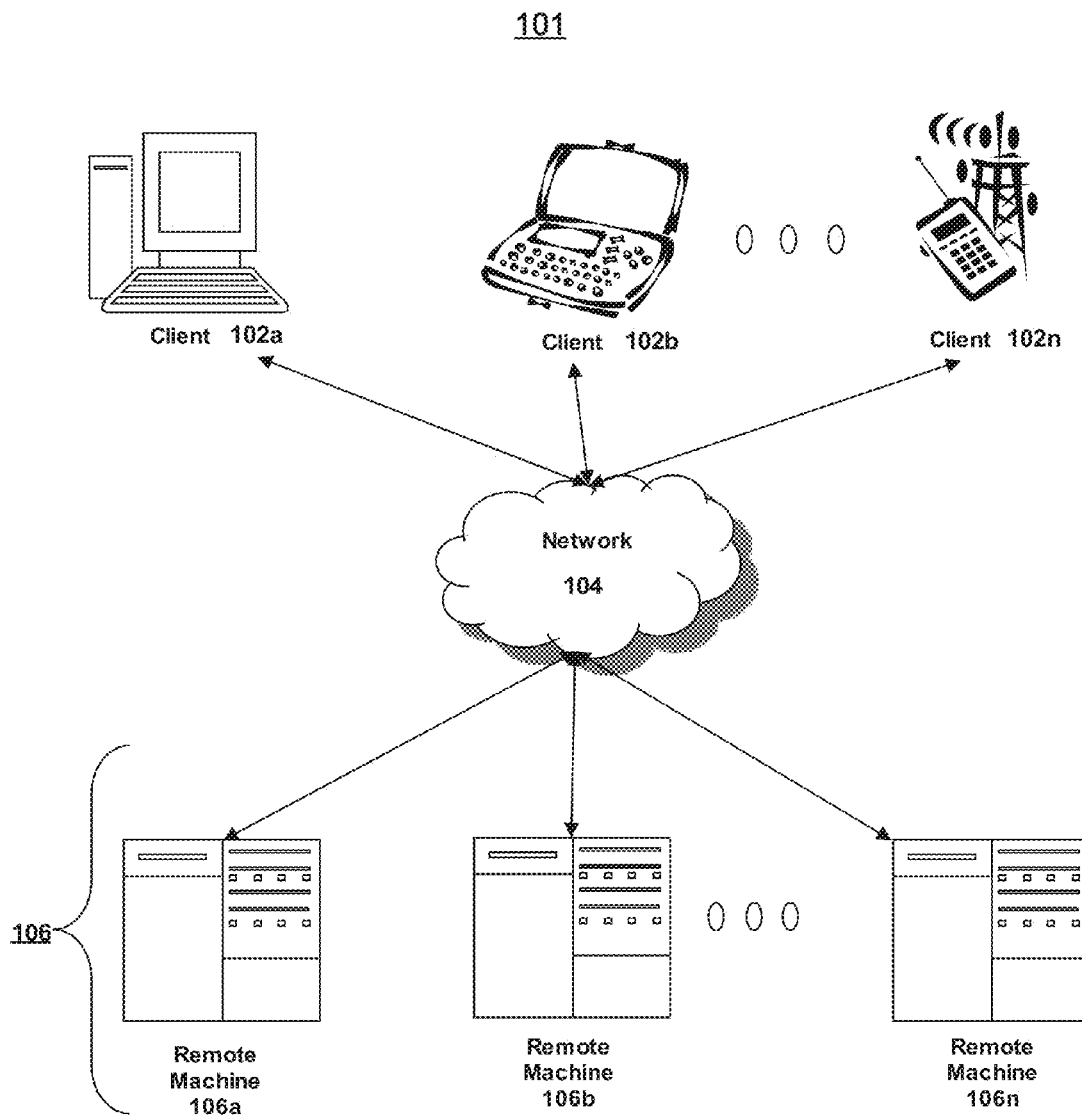 101
Client 102a
Client 102b
Client 102n
Network
104
106
Remote
Machine
106a
Remote
Machine
106b
Remote
Machine
106n